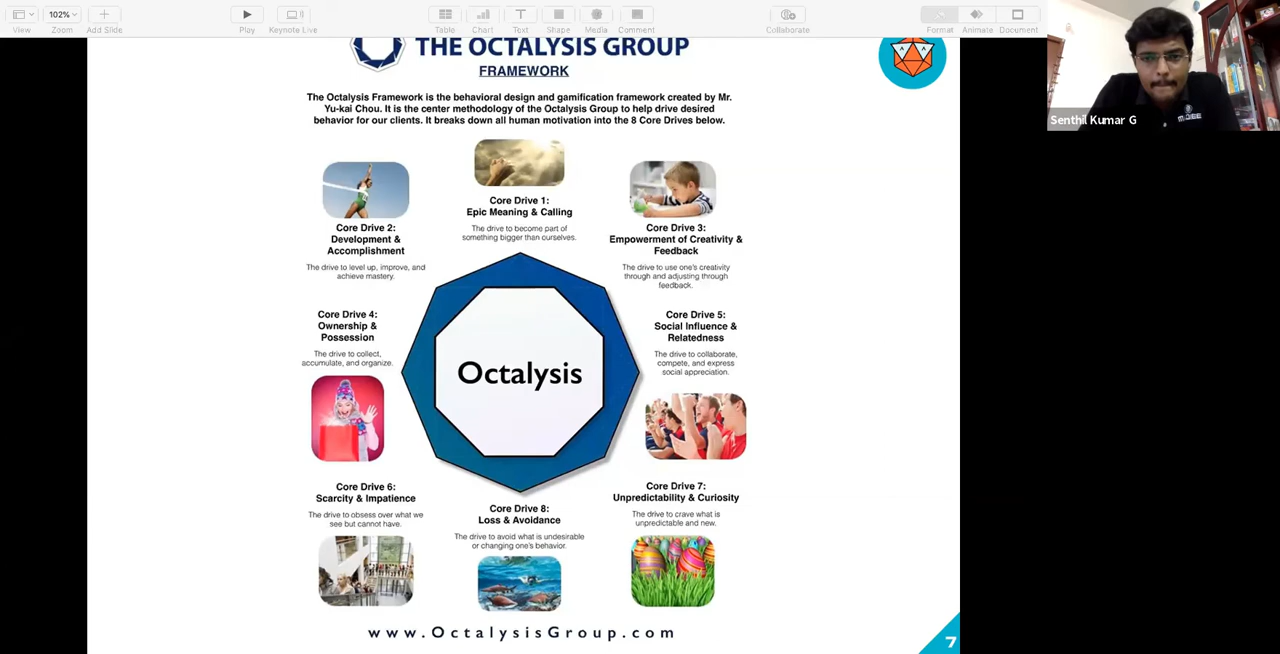 102%
View
Zoom
Add Slide
Play
Keynote Live
Table
Chart
Text
Shape
Media
Comment
Collaborate
Format
Animate
Document
THE OCTALYSIS GROUP
FRAMEWORK
The Octalysis Framework is the behavioral design and gamification framework created by Mr.
Yu-kai Chou. It is the center methodology of the Octalysis Group to help drive desired
behavior for our clients. It breaks down all human motivation into the 8 Core Drives below.
Core Drive 1:
Epic Meaning & Calling
The drive to become part of
something bigger than ourselves.
Core Drive 2:
Development &
Accomplishment
The drive to level up, improve, and
achieve mastery.
Core Drive 3:
Empowerment of Creativity &
Feedback
The drive to use one's creativity
through and adjusting through
feedback.
Core Drive 4:
Ownership &
Possession
The drive to collect,
accumulate, and organize.
Octalysis
Core Drive 5:
Social Influence &
Relatedness
The drive to collaborate,
compete, and express
social appreciation.
Core Drive 6:
Scarcity & Impatience
The drive to obsess over what we
see but cannot have.
Core Drive 8:
Loss & Avoidance
The drive to avoid what is undesirable
or changing one's behavior.
Core Drive 7:
Unpredictability & Curiosity
The drive to crave what is
unpredictable and new.
www.OctalysisGroup.com
7
Senthil Kumar G